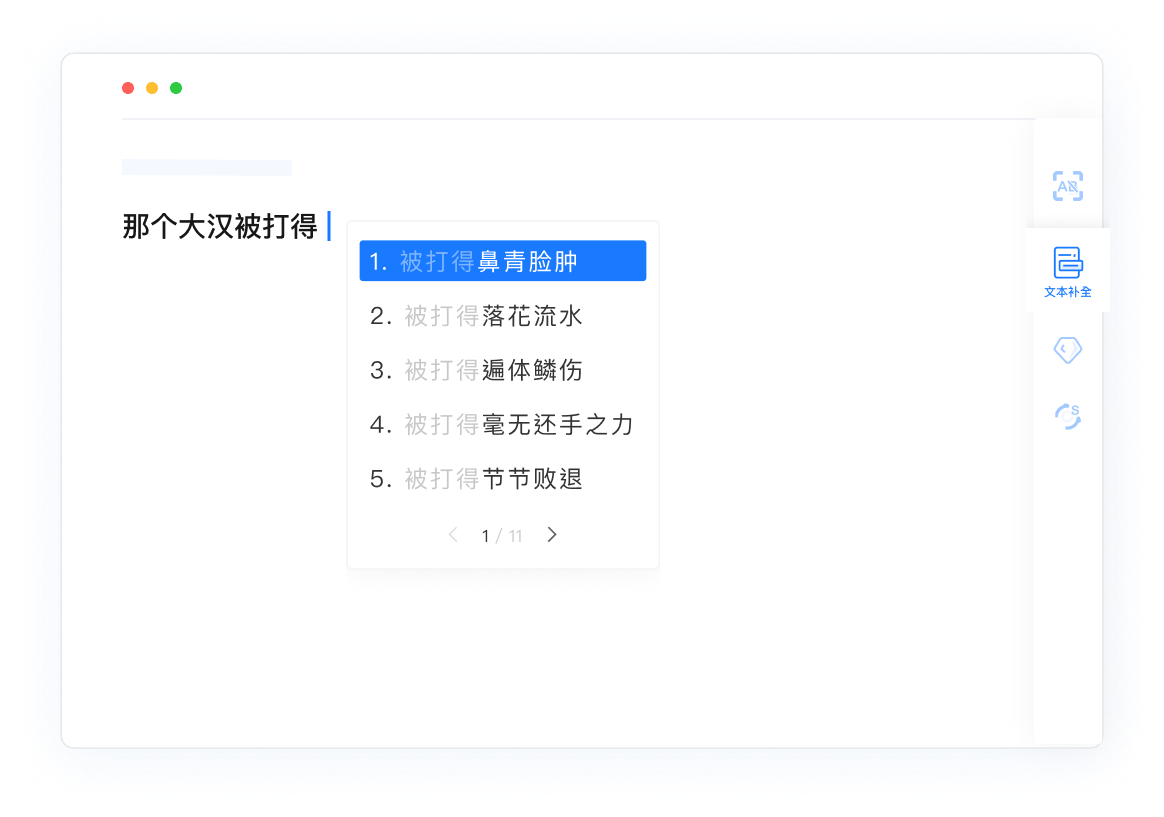 那个大汉被打得
1. 被打得鼻青脸肿
2. 被打得落花流水
3. 被打得遍体鳞伤
4. 被打得毫无还手之力
5. 被打得节节败退
1 / 11
AB
文本补全
S